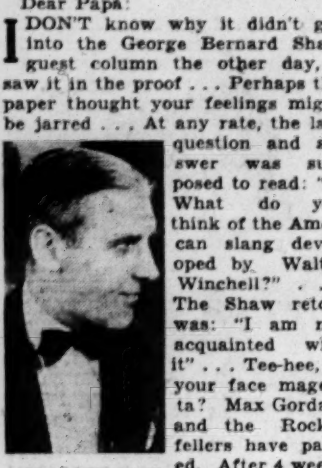 Dear Papa:
I DON'T know why it didn't g
into the George Bernard Sha
guest column the other day,
saw it in the proof . . . Perhaps t
paper thought your feelings mig
be jarred . . . At any rate, the la
question and a
swer was su
posed to read: "
What do y
think of the Am
can slang dev
oped by Walt
Winchell?" . .
The Shaw reto
was: "I am n
acquainted wi
it" . . . Tee-hee,
your face mage
ta? Max Gorda
and the Rock
fellers have pa
ed. After 4 wee